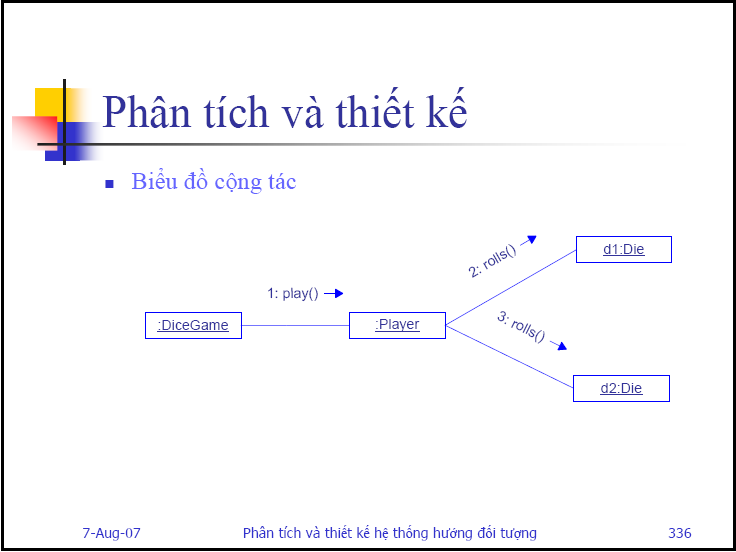 Phân tích và thiết kế
Biểu đồ cộng tác
2: rolls()
d1:Die
1: play()
:DiceGame
:Player
3: rolls()
d2:Die
7-Aug-07
Phân tích và thiết kế hệ thống hướng đối tượng
336